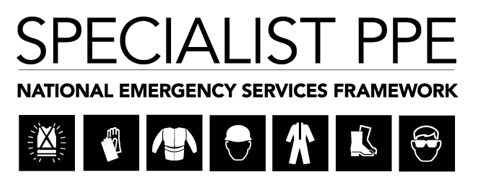 SPECIALIST PPE
NATIONAL EMERGENCY SERVICES FRAMEWORK